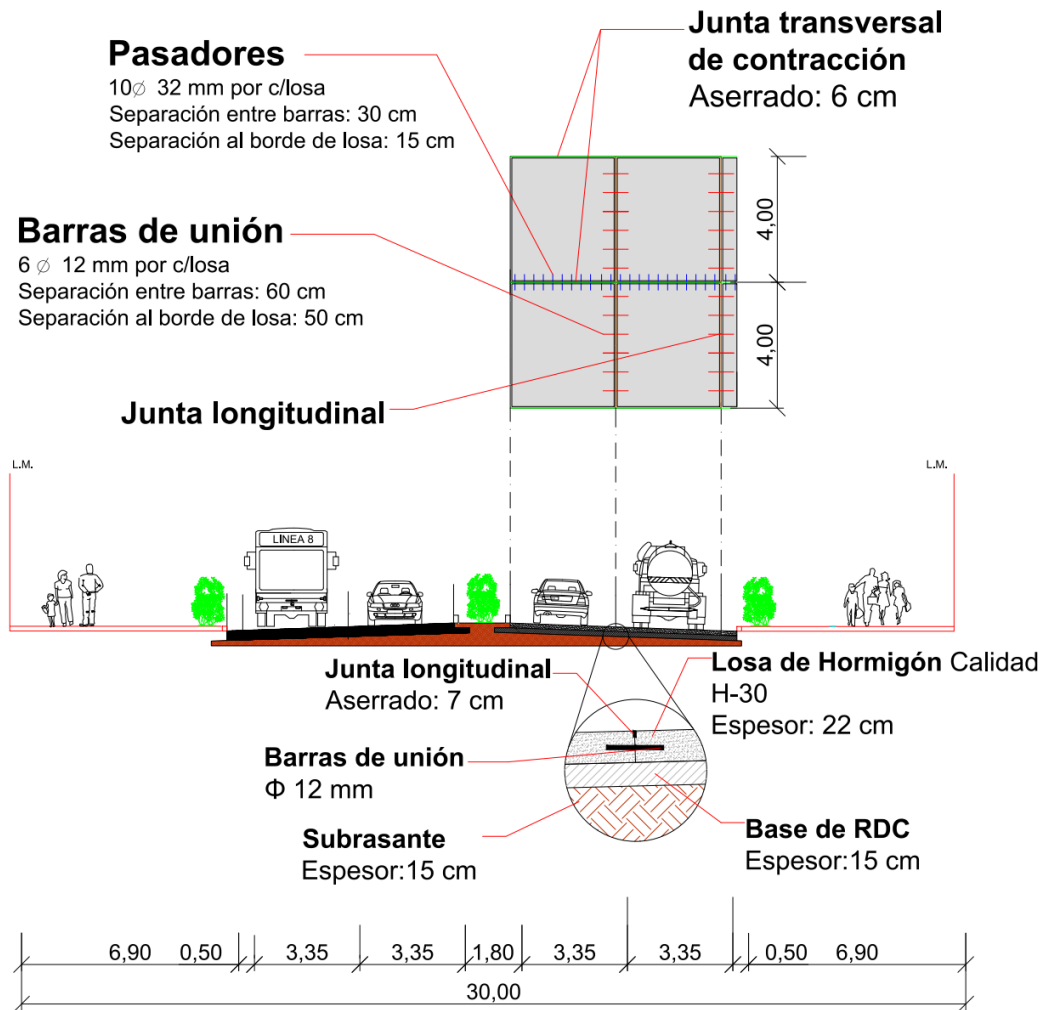 Pasadores
10∅ 32 mm por c/losa
Separación entre barras: 30 cm
Separación al borde de losa: 15 cm
Junta transversal
de contracción
Aserrado: 6 cm
4,00
4,00
Barras de unión
6 ∅ 12 mm por c/losa
Separación entre barras: 60 cm
Separación al borde de losa: 50 cm
Junta longitudinal
L.M.
L.M.
LÍNEA 8
Junta longitudinal
Aserrado: 7 cm
Losa de Hormigón Calidad
H-30
Espesor: 22 cm
Barras de unión
Φ 12 mm
Subrasante
Espesor:15 cm
Base de RDC
Espesor:15 cm
6,90 0,50 3,35 3,35 1,80 3,35 3,35 0,50 6,90
30,00